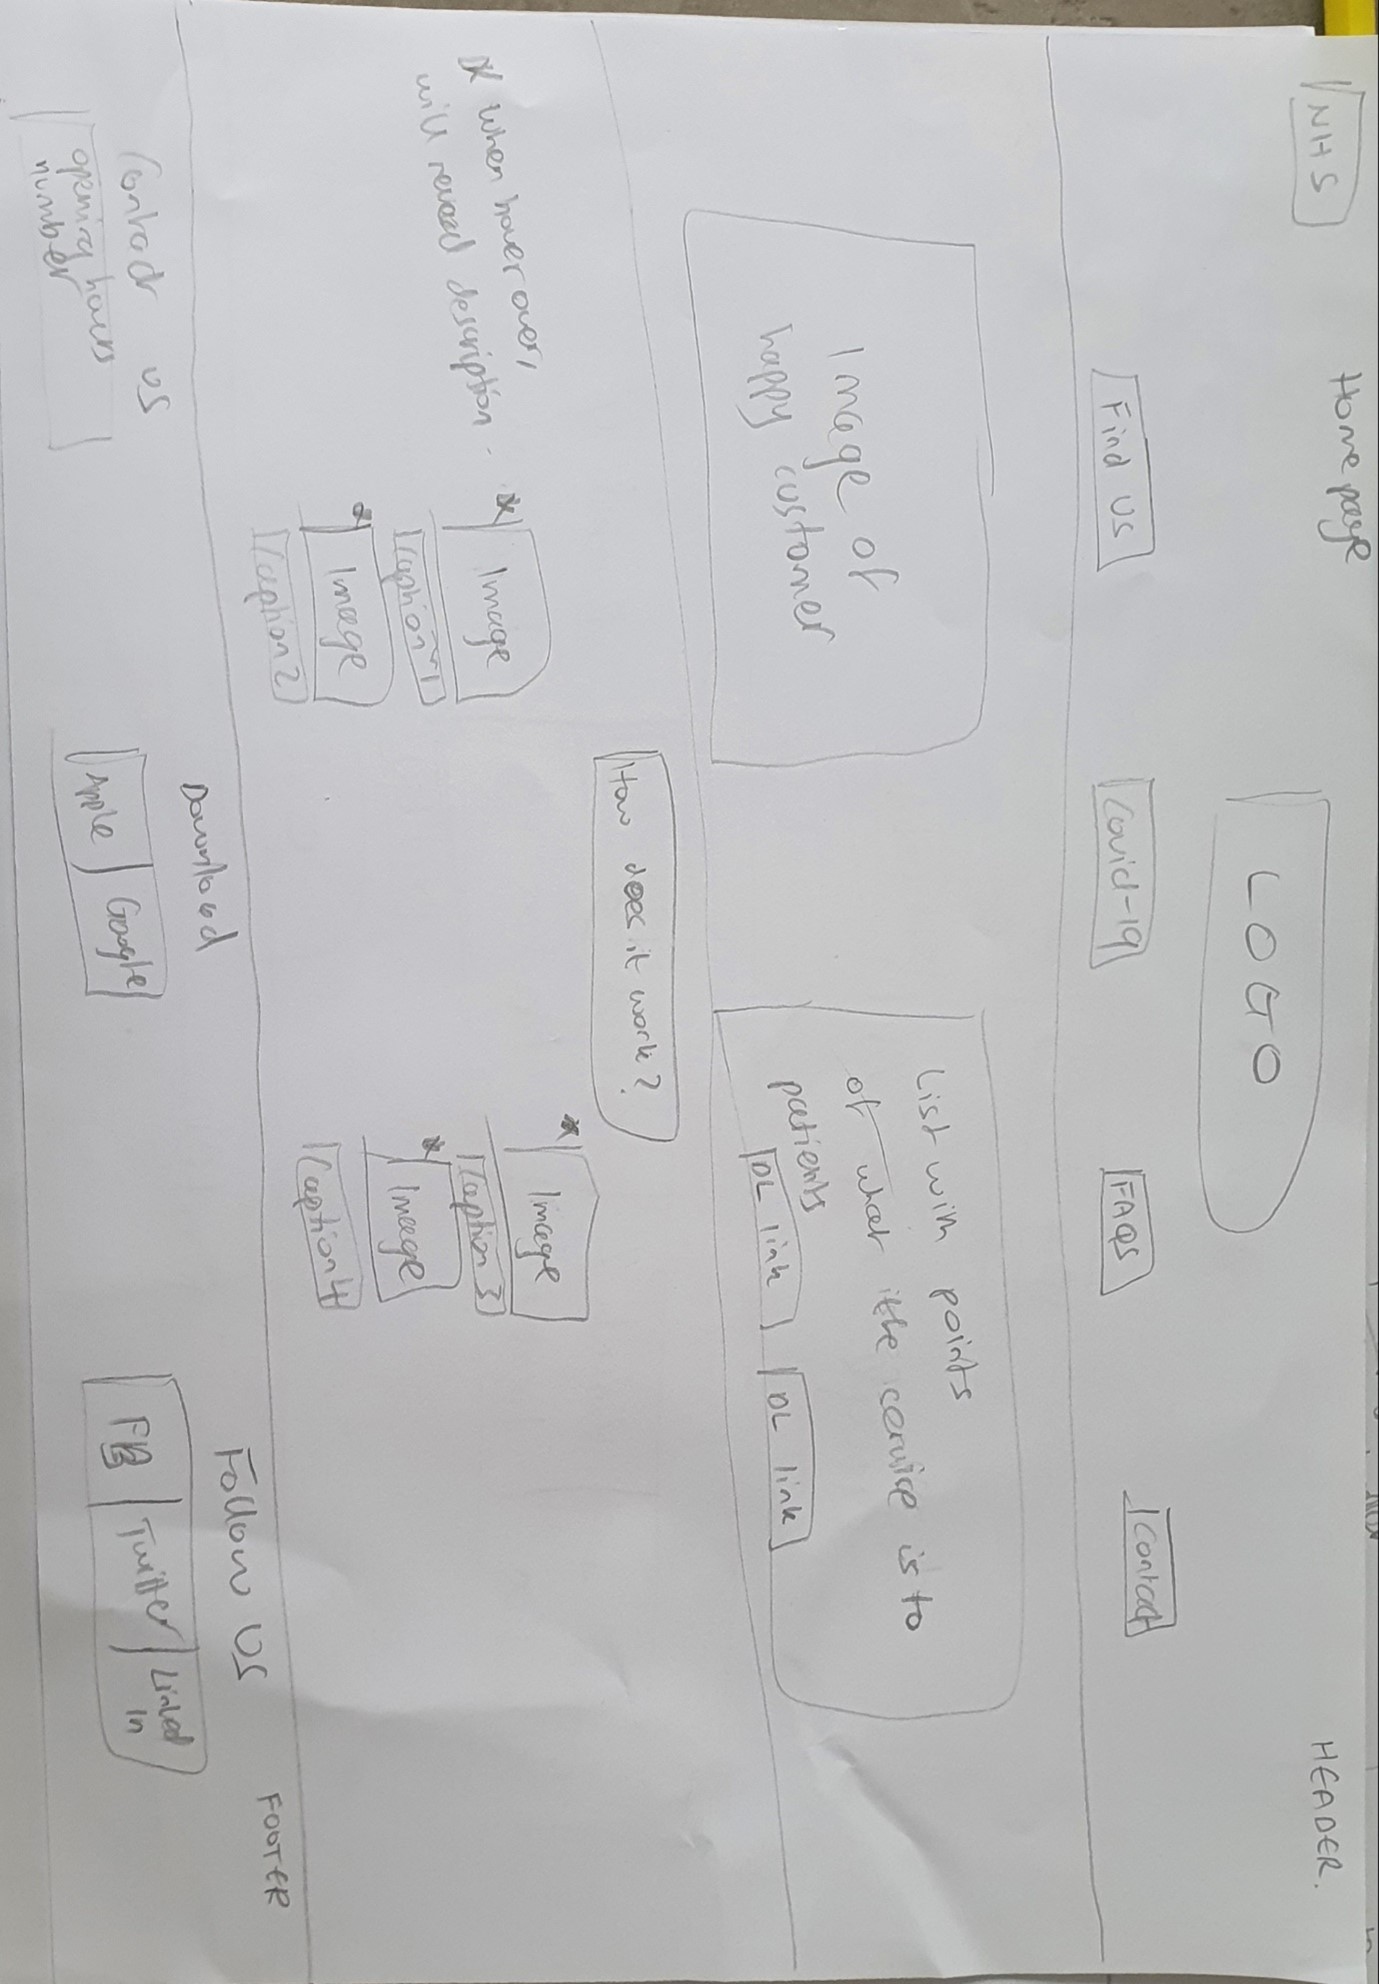 Home page
HEADER.
NHS
LOGO
Find us
Covid-19
FAQs
Contact
Image of
happy customer
List with points
of what the service is to
patients
DL link
DL link
How does it work?
* when hover over,
will reveal description.
* Image
Caption 1
* Image
Caption 2
* Image
Caption 3
* Image
Caption 4
FOOTER
Contact us
opening hours
number
Download
Apple
Google
Follow us
FB
Twitter
Linked
In